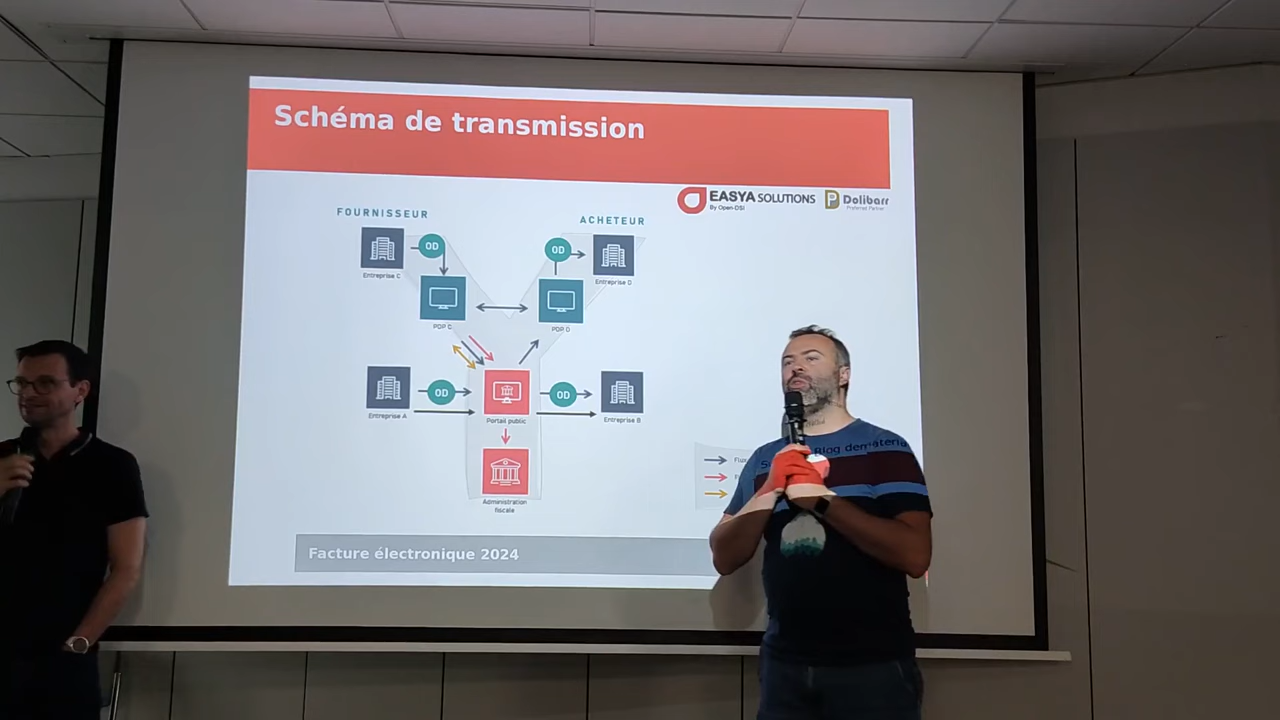 Schéma de transmission
EASYA SOLUTIONS
By Open-DSI
Dolibarr
Preferred Partner
FOURNISSEUR
ACHETEUR
OD
OD
Entreprise C
Entreprise D
PDP C
PDP D
OD
OD
Entreprise A
Portail public
Entreprise B
Administration
fiscale
Blog
Facture électronique 2024